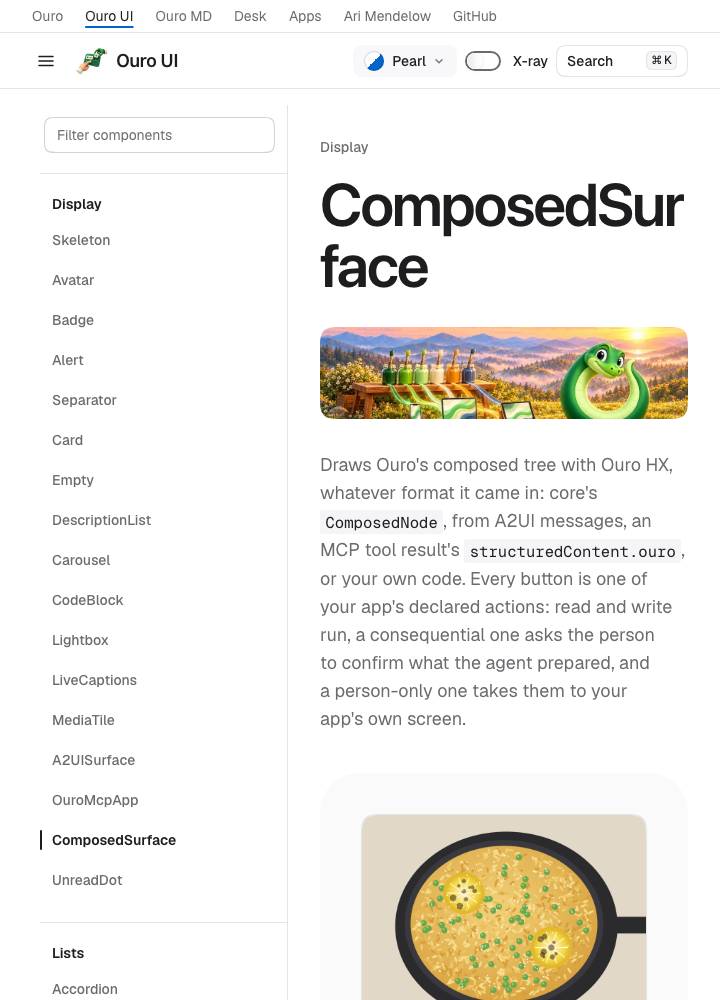 Ouro
Ouro UI
Ouro MD
Desk
Apps
Ari Mendelow
GitHub
Ouro UI
Pearl
X-ray
Search
⌘ K
Filter components
Display
Skeleton
Avatar
Badge
Alert
Separator
Card
Empty
DescriptionList
Carousel
CodeBlock
Lightbox
LiveCaptions
MediaTile
A2UISurface
OuroMcpApp
ComposedSurface
UnreadDot
Lists
Accordion
Display
ComposedSur
face
Draws Ouro's composed tree with Ouro HX,
whatever format it came in: core's
ComposedNode, from A2UI messages, an
MCP tool result's structuredContent.ouro,
or your own code. Every button is one of
your app's declared actions: read and write
run, a consequential one asks the person
to confirm what the agent prepared, and
a person-only one takes them to your
app's own screen.